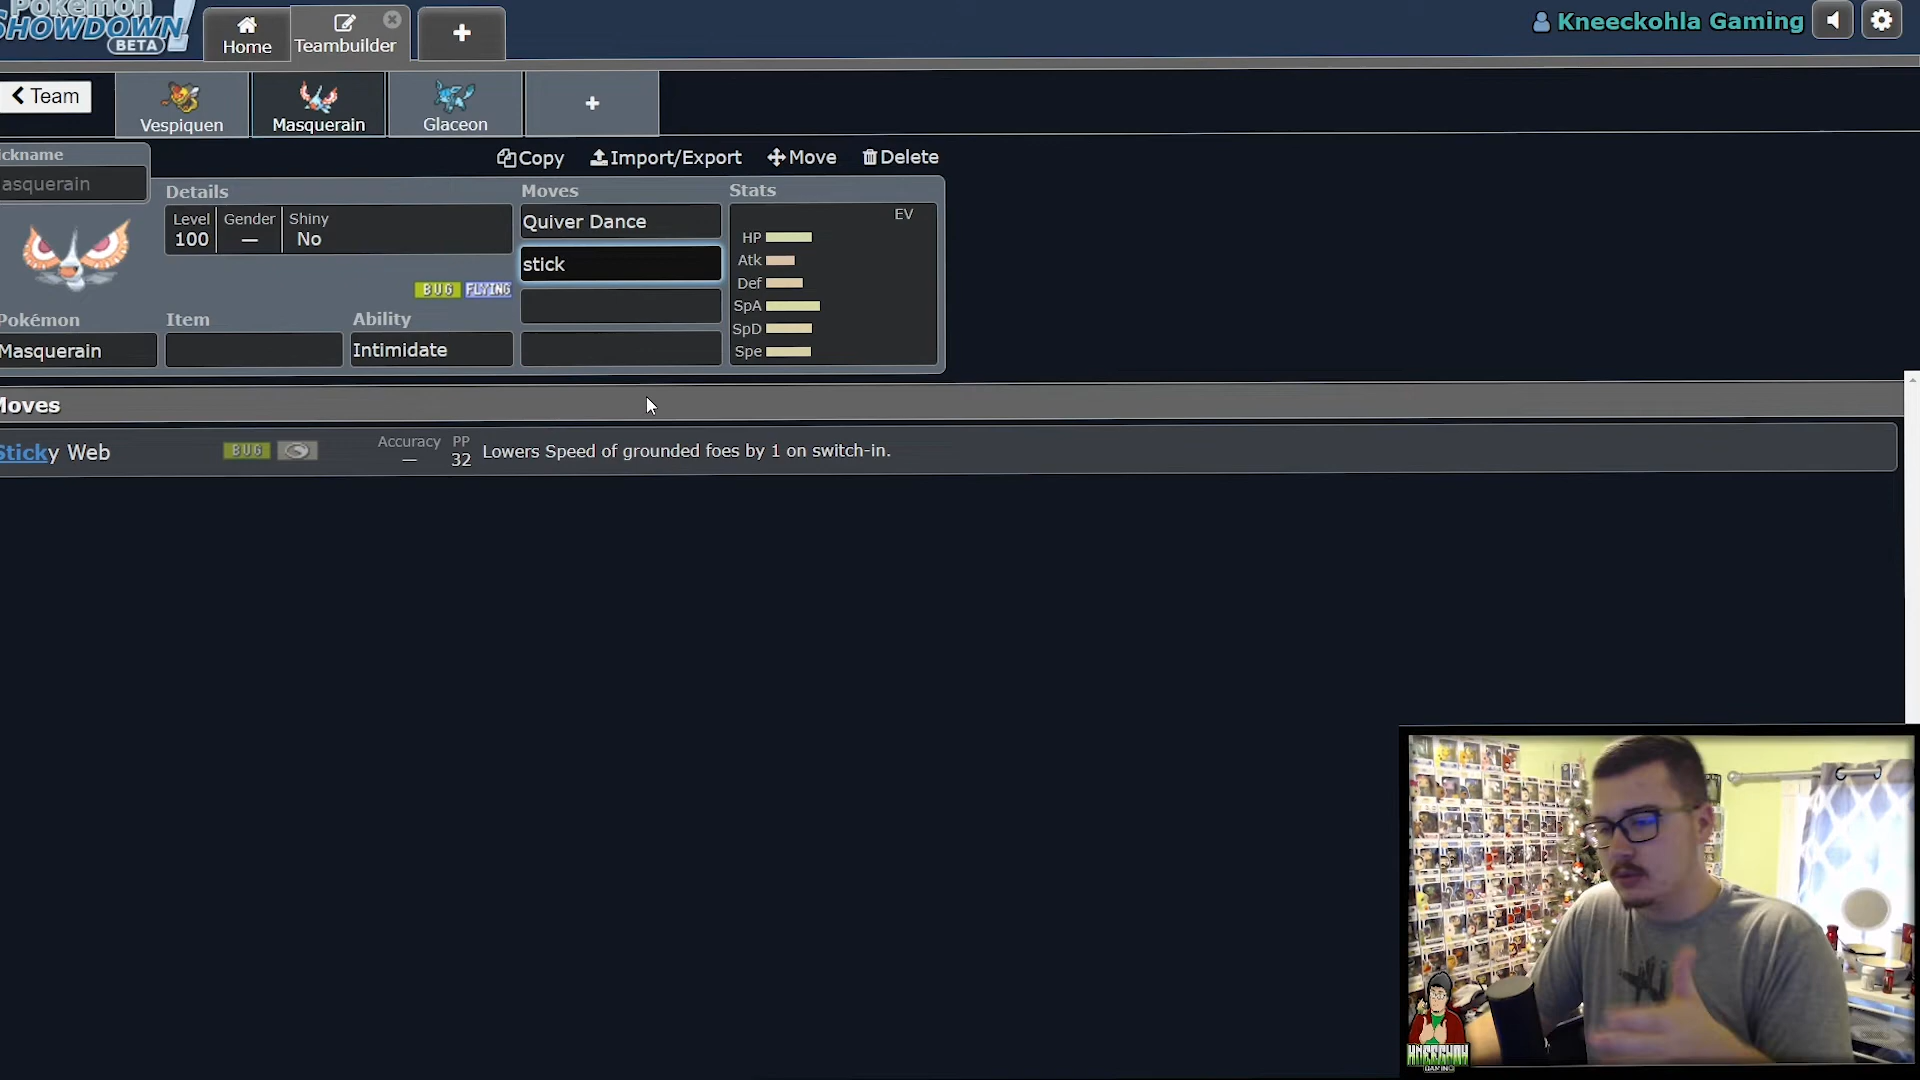 Pokémon
SHOWDOWN!
BETA
Home
Teambuilder
+
Kneeckohla Gaming
Team
Vespiquen
Masquerain
Glaceon
+
ickname
asquerain
Copy
Import/Export
Move
Delete
Details
Level
100
Gender
—
Shiny
No
BUG FLYING
Pokémon
Masquerain
Item
Ability
Intimidate
Moves
Quiver Dance
stick
Stats
EV
HP
Atk
Def
SpA
SpD
Spe
Moves
Sticky Web
BUG
Accuracy
—
PP
32
Lowers Speed of grounded foes by 1 on switch-in.
GAMING